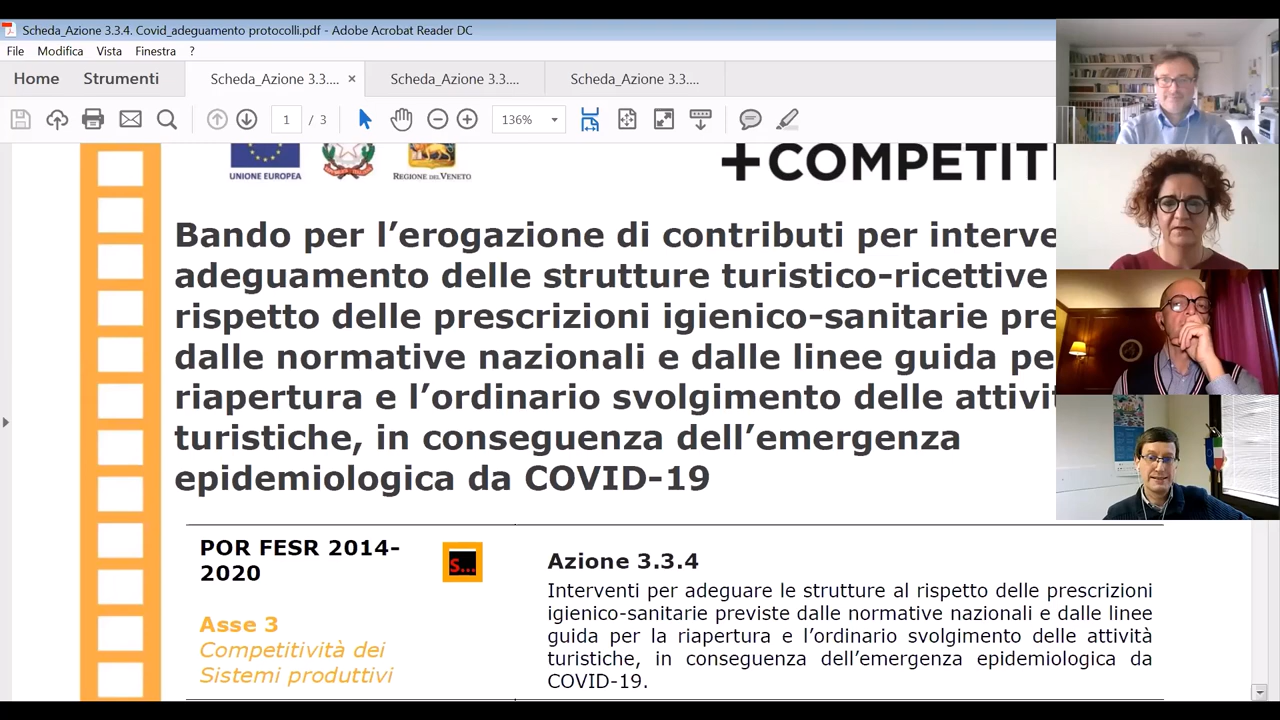 Scheda_Azione 3.3.4. Covid_adeguamento protocolli.pdf - Adobe Acrobat Reader DC
File Modifica Vista Finestra ?
Home Strumenti Scheda_Azione 3.3.... × Scheda_Azione 3.3.... Scheda_Azione 3.3....
1 / 3 136%
UNIONE EUROPEA REGIONE DEL VENETO
+COMPETITI
Bando per l’erogazione di contributi per interve
adeguamento delle strutture turistico-ricettive
rispetto delle prescrizioni igienico-sanitarie pre
dalle normative nazionali e dalle linee guida pe
riapertura e l’ordinario svolgimento delle attivit
turistiche, in conseguenza dell’emergenza
epidemiologica da COVID-19
POR FESR 2014-
2020
S...
Asse 3
Competitività dei
Sistemi produttivi
Azione 3.3.4
Interventi per adeguare le strutture al rispetto delle prescrizioni
igienico-sanitarie previste dalle normative nazionali e dalle linee
guida per la riapertura e l’ordinario svolgimento delle attività
turistiche, in conseguenza dell’emergenza epidemiologica da
COVID-19.